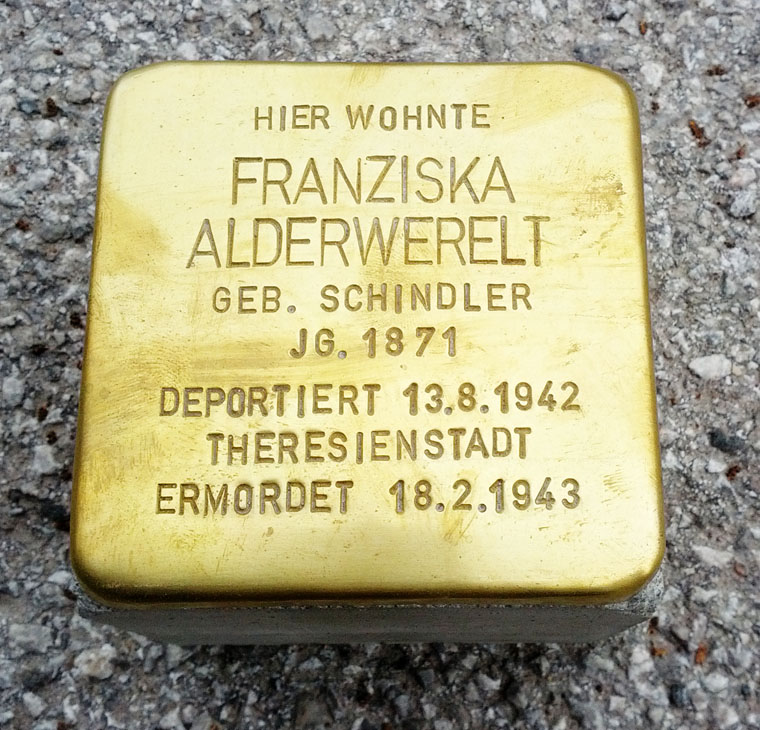 HIER WOHNTE
FRANZISKA
ALDERWERELT
GEB. SCHINDLER
JG. 1871
DEPORTIERT 13.8.1942
THERESIENSTADT
ERMORDET 18.2.1943